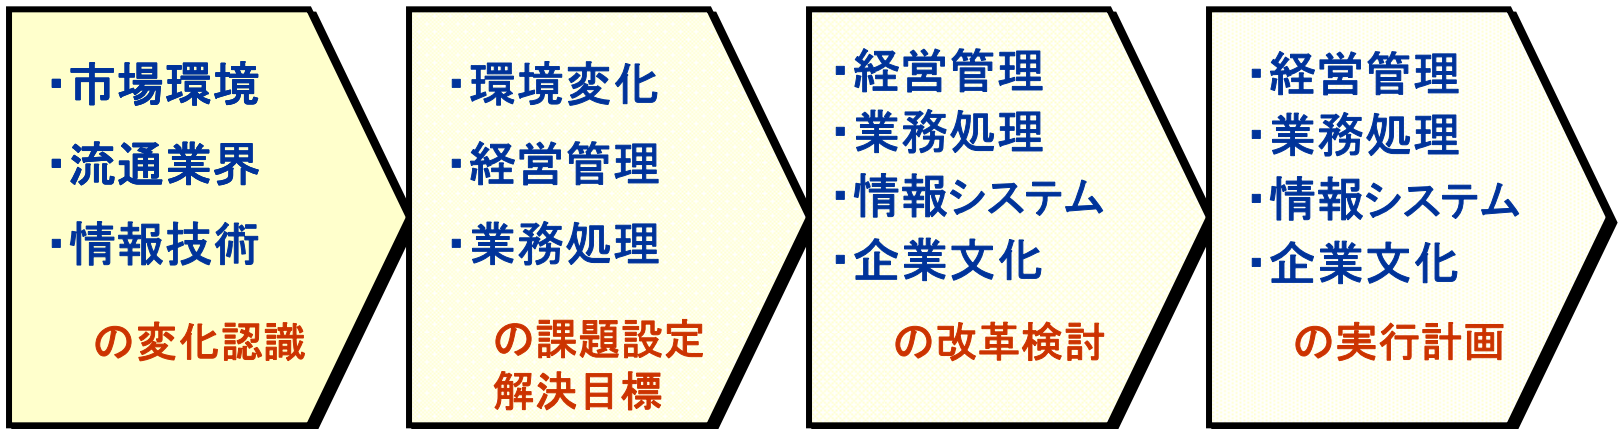 ・市場環境
・流通業界
・情報技術
の変化認識
・環境変化
・経営管理
・業務処理
の課題設定
解決目標
・経営管理
・業務処理
・情報システム
・企業文化
の改革検討
・経営管理
・業務処理
・情報システム
・企業文化
の実行計画